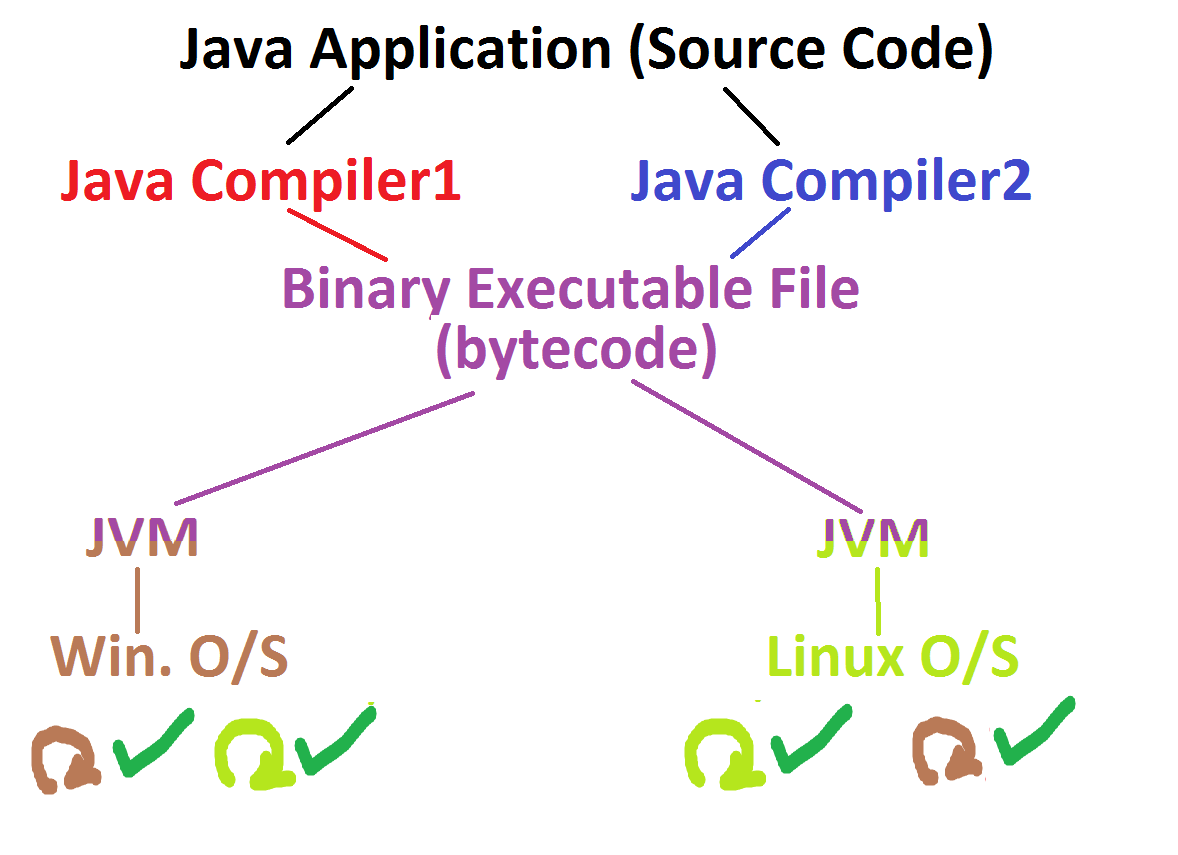 Java Application (Source Code)
Java Compiler1
Java Compiler2
Binary Executable File
(bytecode)
JVM
JVM
Win. O/S
Linux O/S